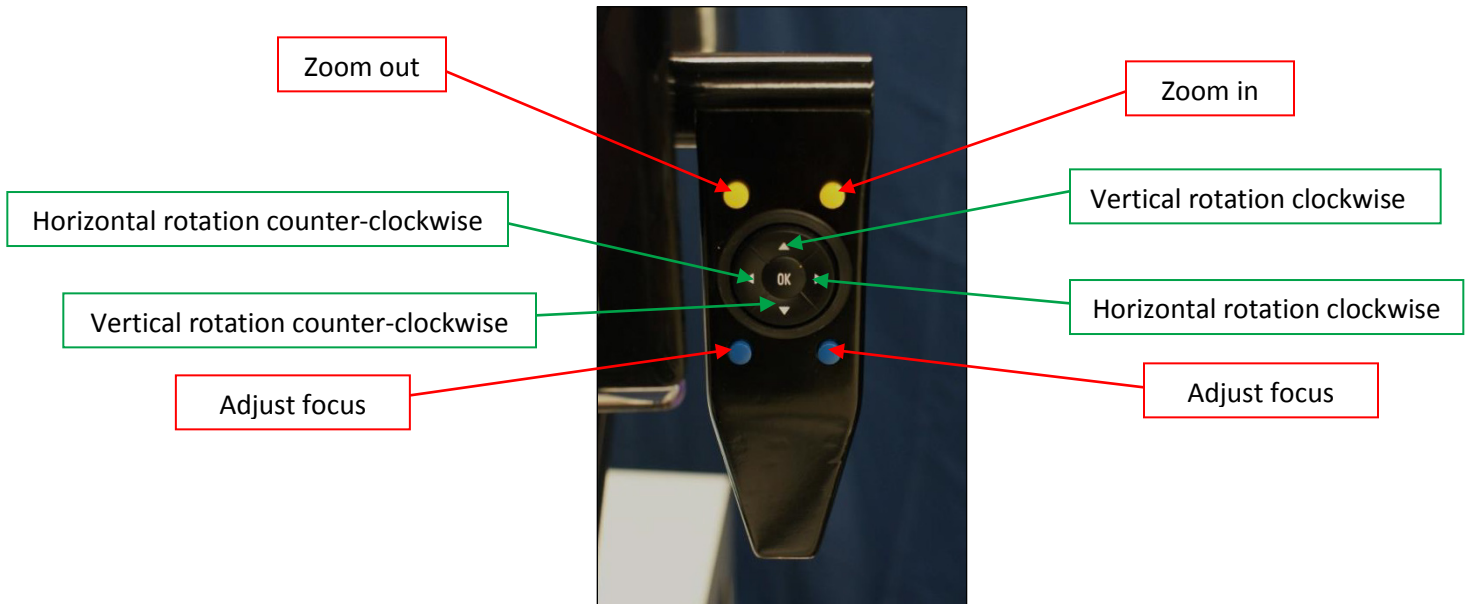 Zoom out
Zoom in
Vertical rotation clockwise
Horizontal rotation counter-clockwise
OK
Horizontal rotation clockwise
Vertical rotation counter-clockwise
Adjust focus
Adjust focus